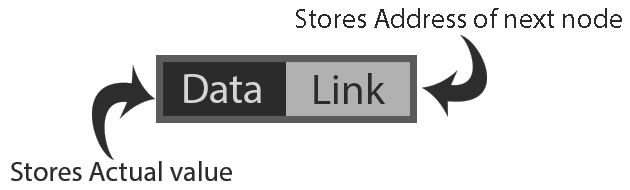 Stores Address of next node
Data Link
Stores Actual value